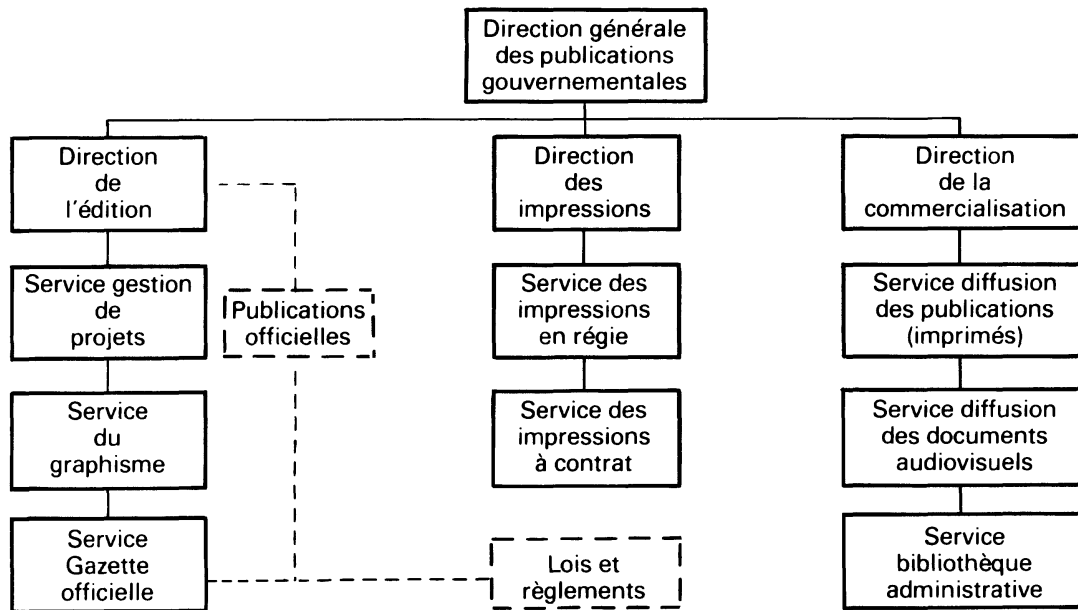 Direction générale
des publications
gouvernementales
Direction
de
l'édition
Direction
des
impressions
Direction
de la
commercialisation
Service gestion
de
projets
Publications
officielles
Service des
impressions
en régie
Service diffusion
des publications
(imprimés)
Service
du
graphisme
Service des
impressions
à contrat
Service diffusion
des documents
audiovisuels
Service
Gazette
officielle
Lois et
règlements
Service
bibliothèque
administrative